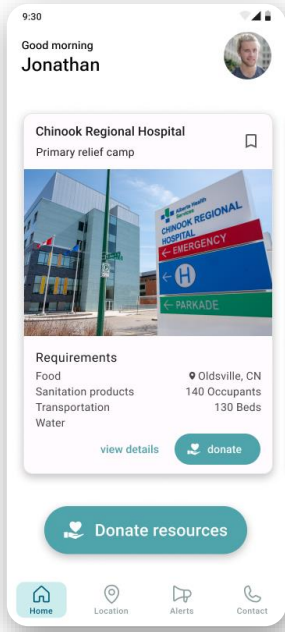 9:30
Good morning
Jonathan
Chinook Regional Hospital
Primary relief camp
Alberta Health
Services
CHINOOK REGIONAL
HOSPITAL
← EMERGENCY
← H
← PARKADE
Requirements
Food
Oldsville, CN
Sanitation products
140 Occupants
Transportation
130 Beds
Water
view details
donate
Donate resources
Home
Location
Alerts
Contact